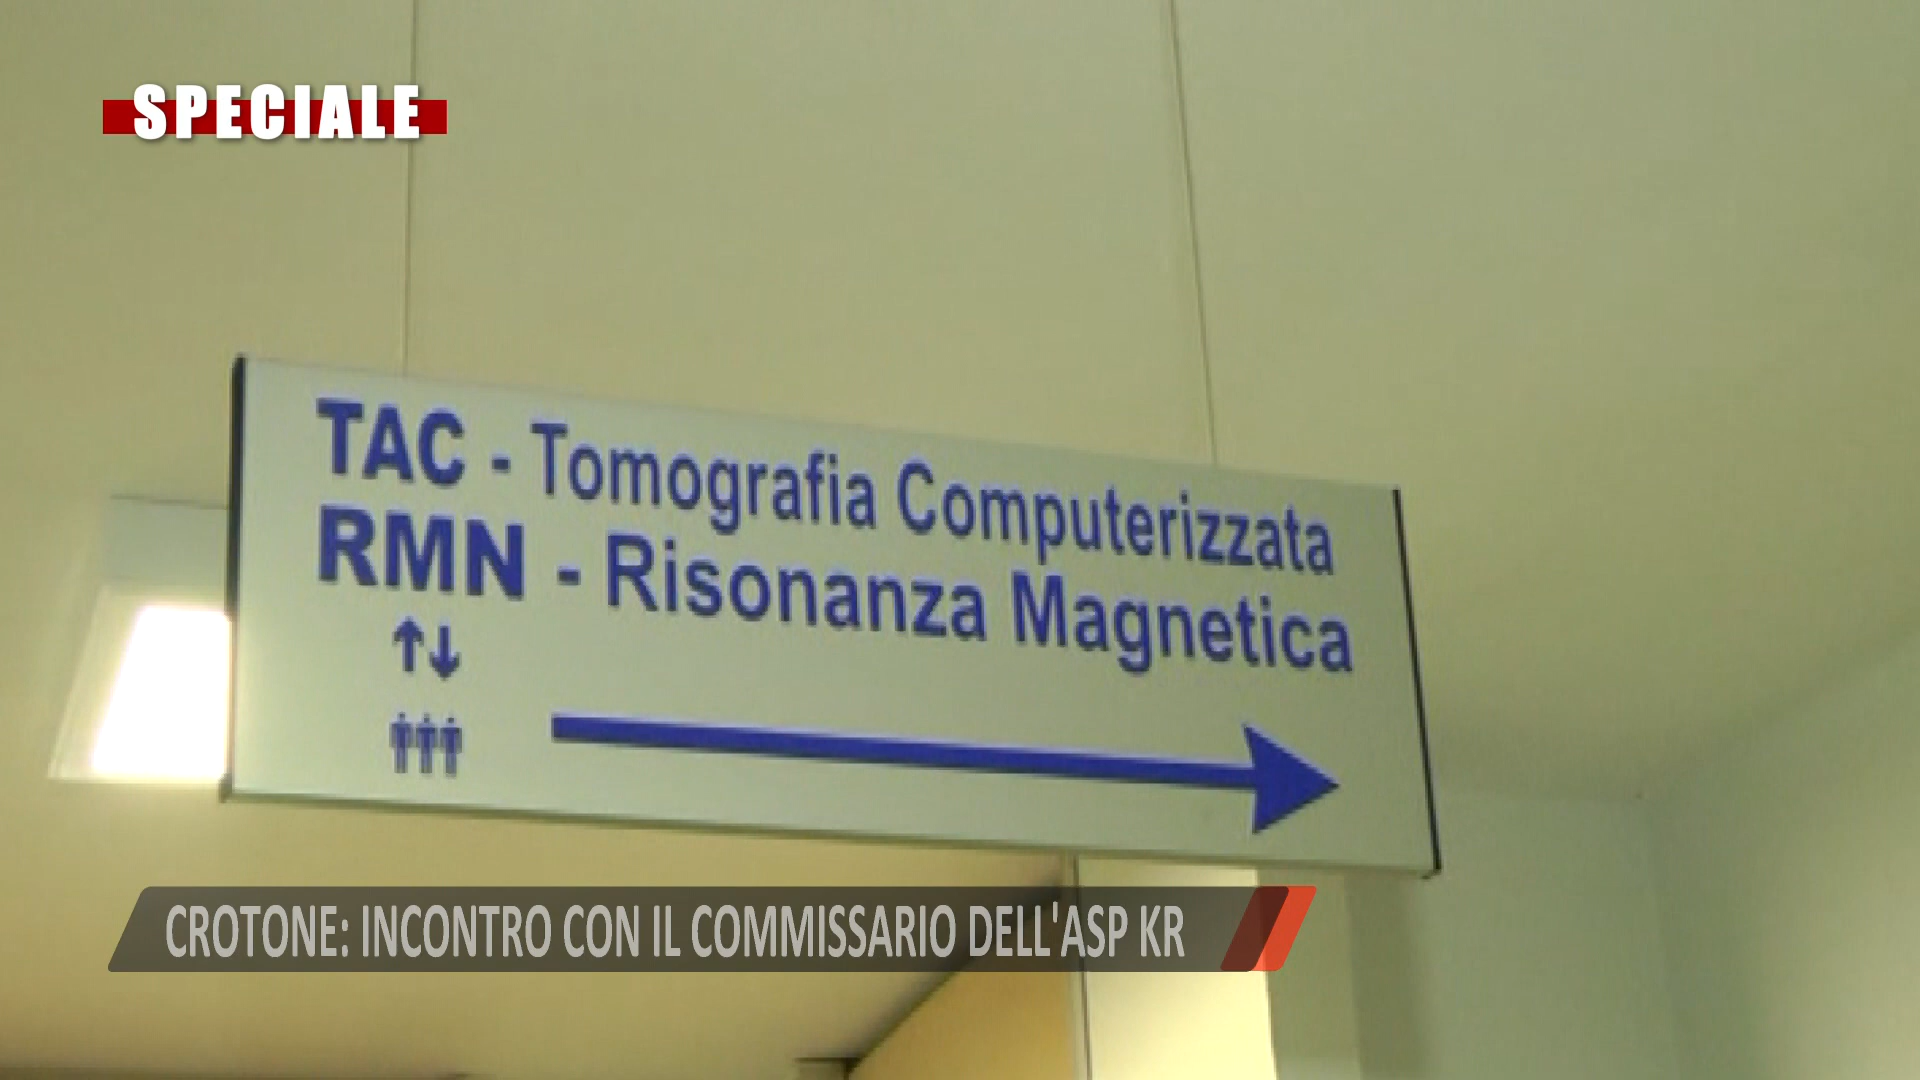 SPECIALE
TAC - Tomografia Computerizzata
RMN - Risonanza Magnetica
CROTONE: INCONTRO CON IL COMMISSARIO DELL'ASP KR